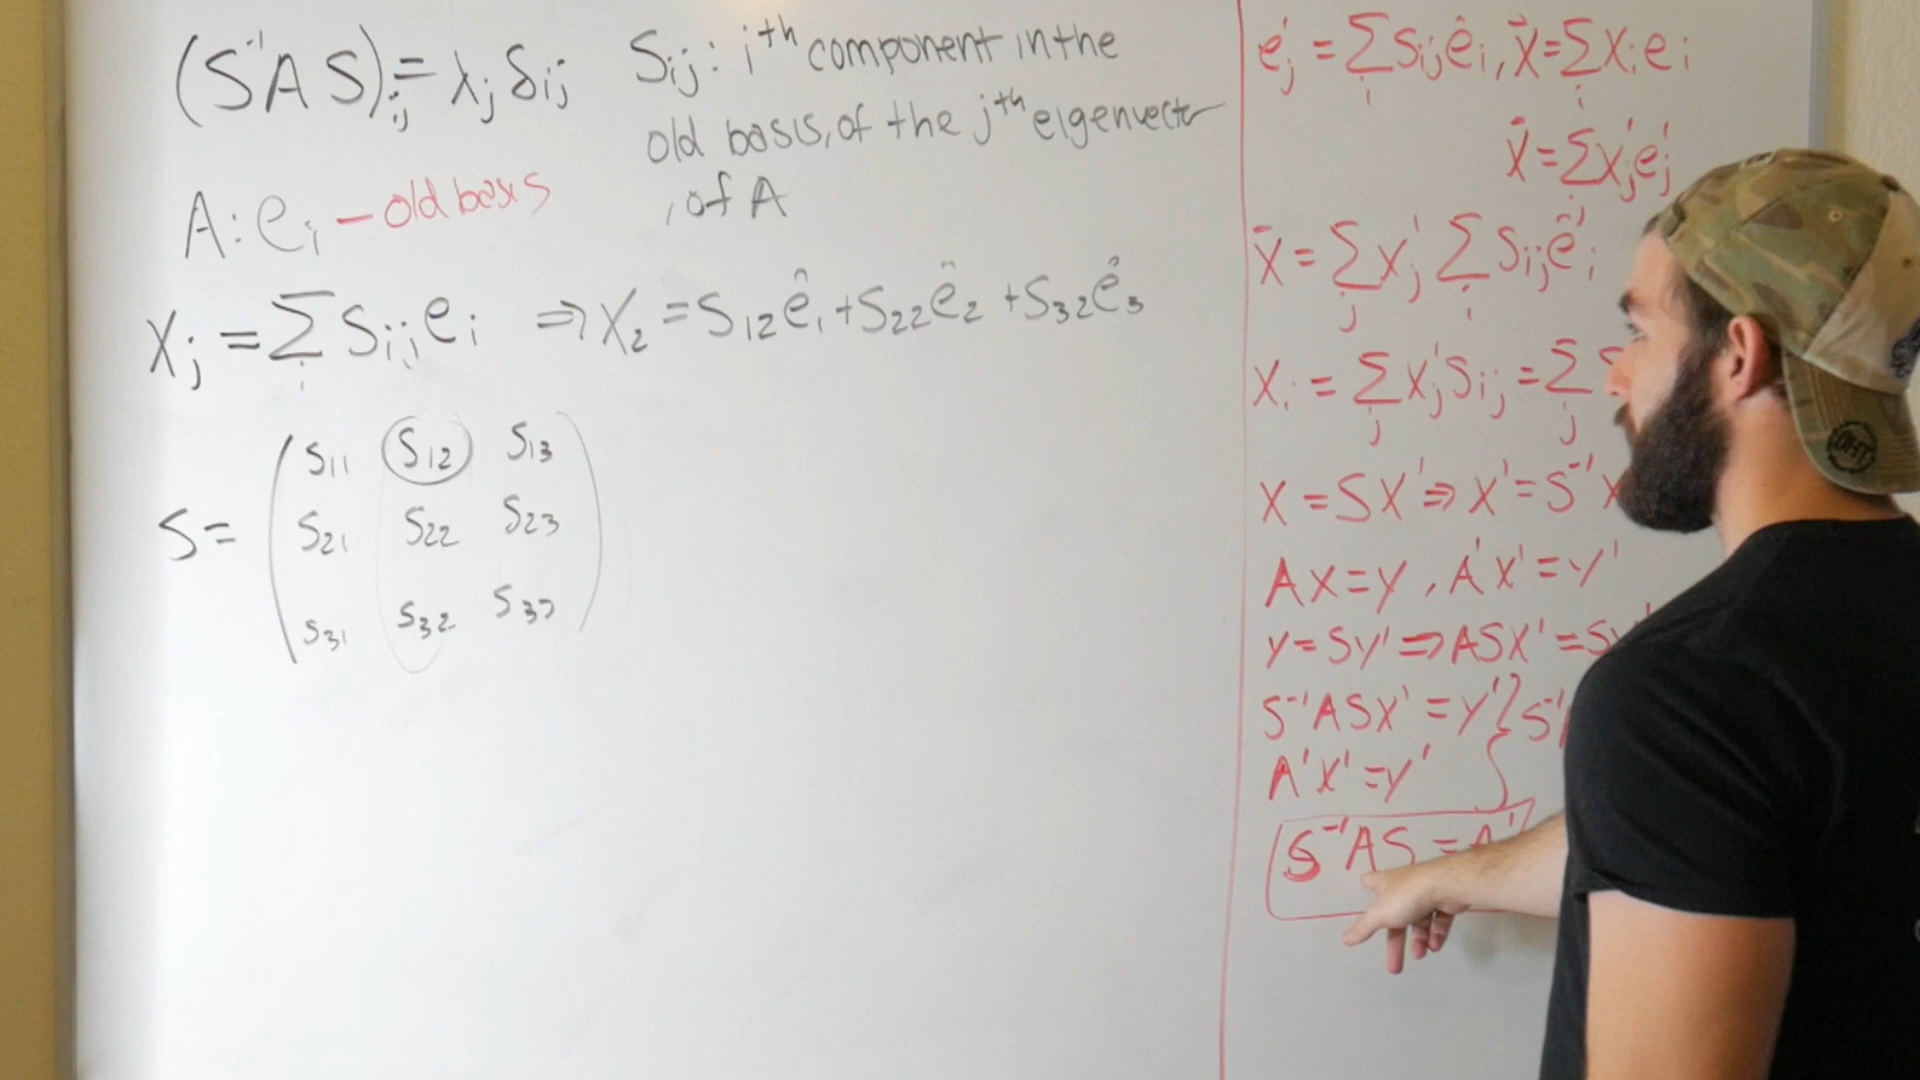 (S⁻¹AS)ᵢⱼ = λⱼ δᵢⱼ
Sᵢⱼ : iᵗʰ component in the
old basis, of the jᵗʰ eigenvector
, of A
A: eᵢ — old basis
Xⱼ = Σᵢ Sᵢⱼ eᵢ ⇒ X₂ = S₁₂ê₁ + S₂₂ê₂ + S₃₂ê₃
S =
S₁₁ S₁₂ S₁₃
S₂₁ S₂₂ S₂₃
S₃₁ S₃₂
e'ⱼ = Σᵢ Sᵢⱼ êᵢ, x̄ = Σᵢ Xᵢ eᵢ
x̄ = Σⱼ X'ⱼ e'ⱼ
x̄ = Σⱼ X'ⱼ Σᵢ Sᵢⱼ ê'ᵢ
Xᵢ = Σⱼ X'ⱼ Sᵢⱼ = Σⱼ
X = SX' ⇒ X' = S⁻¹X
AX = Y, A'X' = Y'
Y = SY' ⇒ ASX' = SY'
S⁻¹ASX' = Y' } S⁻¹
A'X' = Y'
S⁻¹AS = A'
OHT